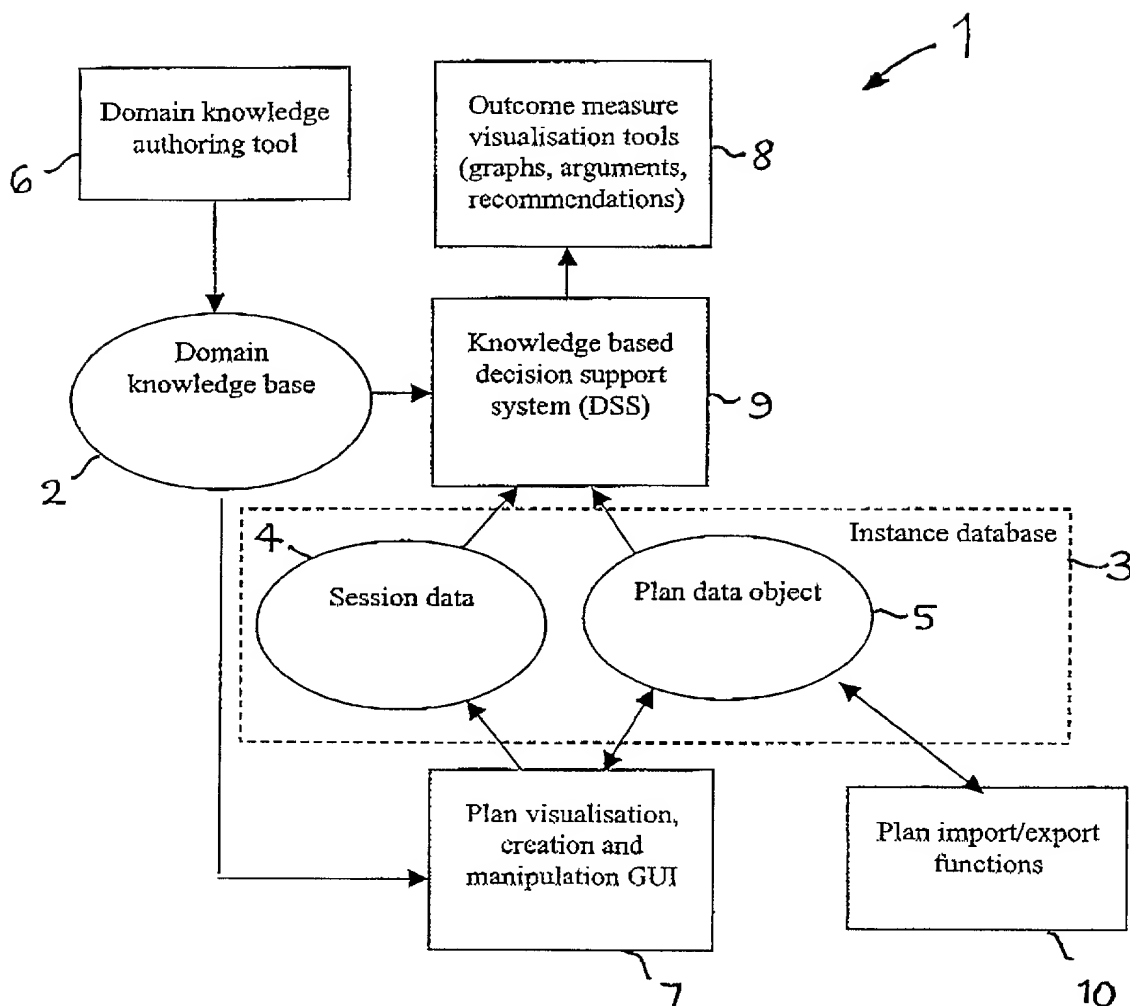 1
Domain knowledge
authoring tool
6
Outcome measure
visualisation tools
(graphs, arguments,
recommendations)
8
Domain
knowledge base
2
Knowledge based
decision support
system (DSS)
9
Instance database
3
4
Session data
Plan data object
5
Plan visualisation,
creation and
manipulation GUI
7
Plan import/export
functions
10